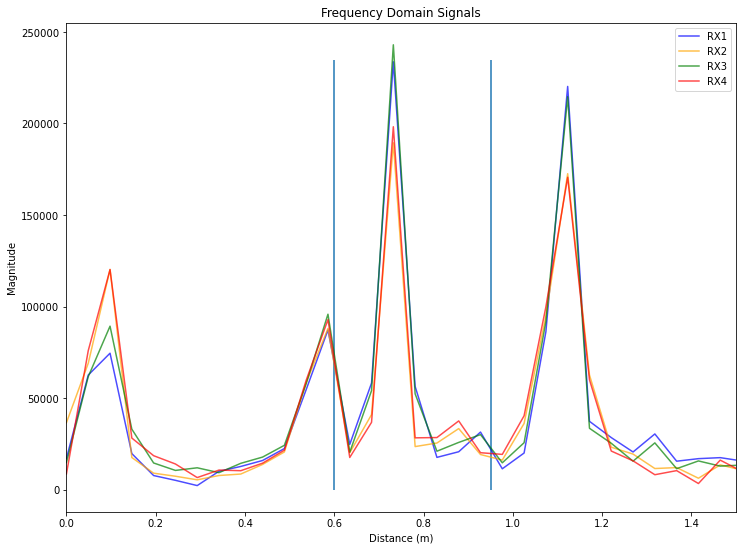 Frequency Domain Signals
250000
200000
150000
100000
50000
0
Magnitude
0.0 0.2 0.4 0.6 0.8 1.0 1.2 1.4
Distance (m)
RX1
RX2
RX3
RX4